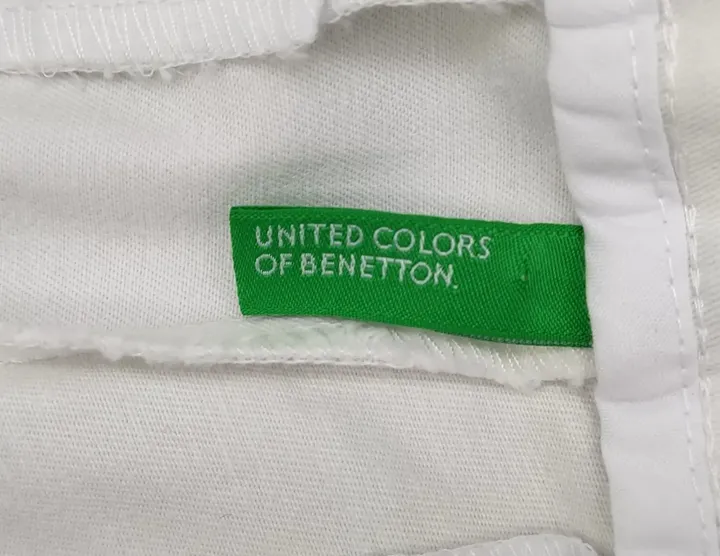 UNITED COLORS
OF BENETTON.